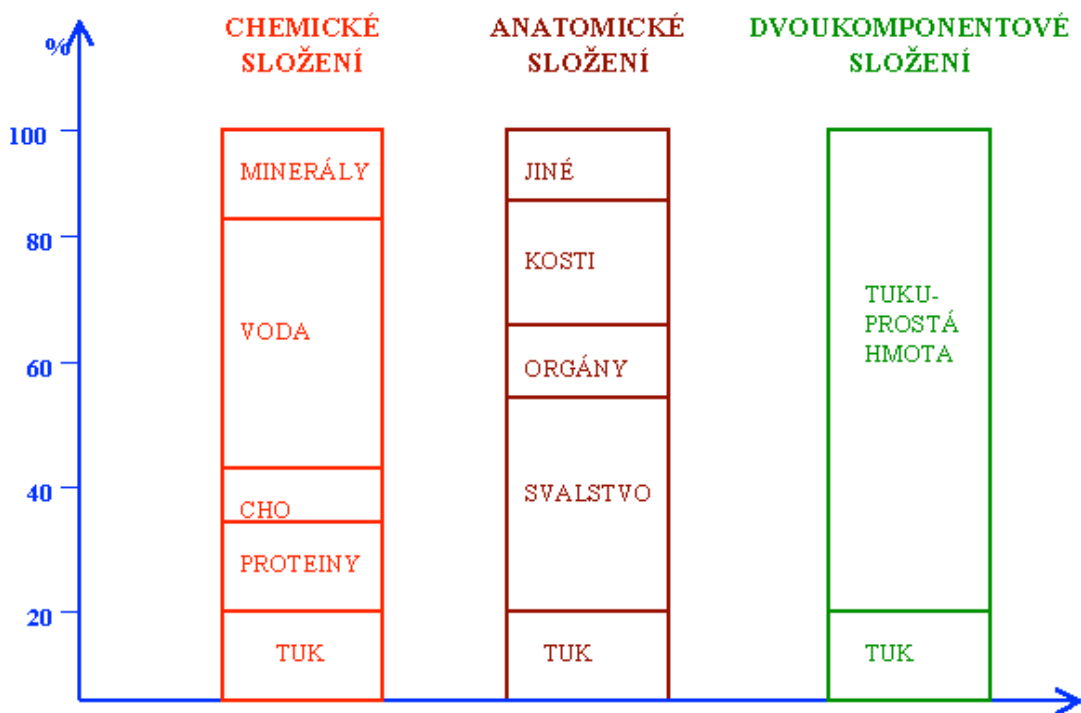 %
CHEMICKÉ
SLOŽENÍ
ANATOMICKÉ
SLOŽENÍ
DVOUKOMPONENTOVÉ
SLOŽENÍ
100
80
60
40
20
MINERÁLY
VODA
CHO
PROTEINY
TUK
JINÉ
KOSTI
ORGÁNY
SVALSTVO
TUK
TUKU-
PROSTÁ
HMOTA
TUK